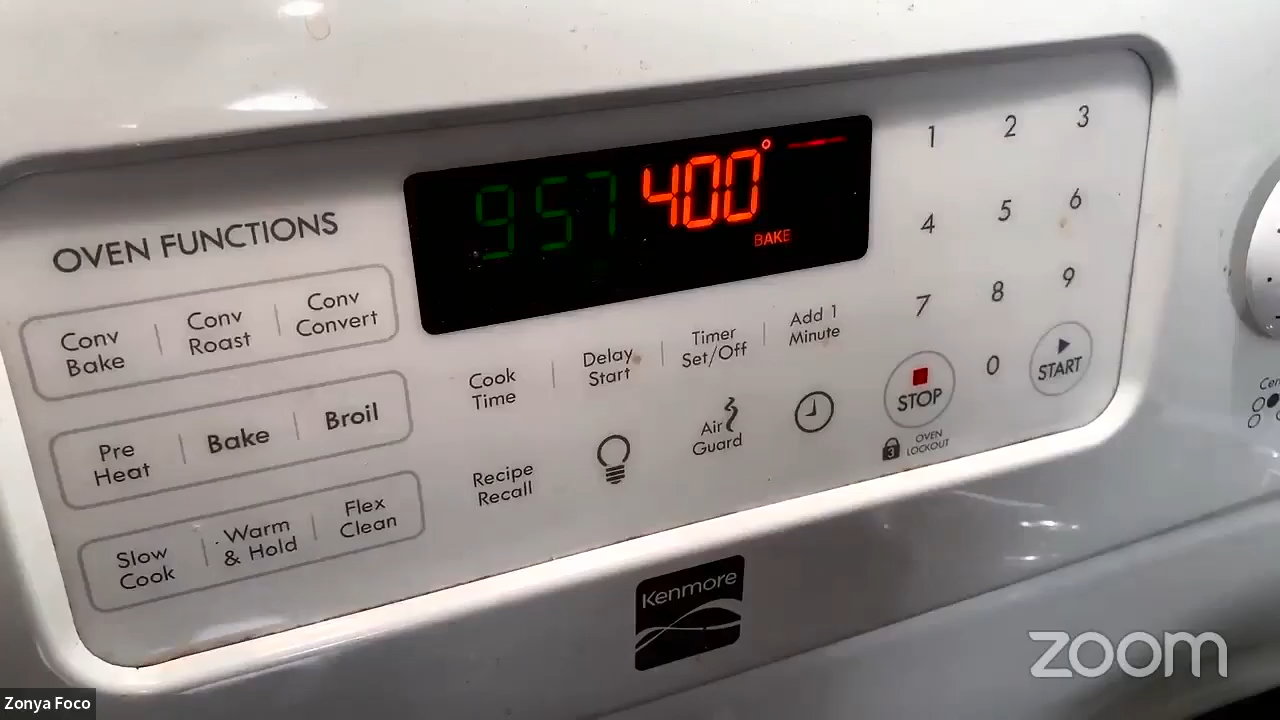 OVEN FUNCTIONS
Conv Bake
Conv Roast
Conv Convert
Pre Heat
Bake
Broil
Slow Cook
Warm & Hold
Flex Clean
957 400°
BAKE
Cook Time
Delay Start
Timer Set/Off
Add 1 Minute
Recipe Recall
Air Guard
1 2 3
4 5 6
7 8 9
STOP
0
START
3 OVEN LOCKOUT
Kenmore
zoom
Zonya Foco